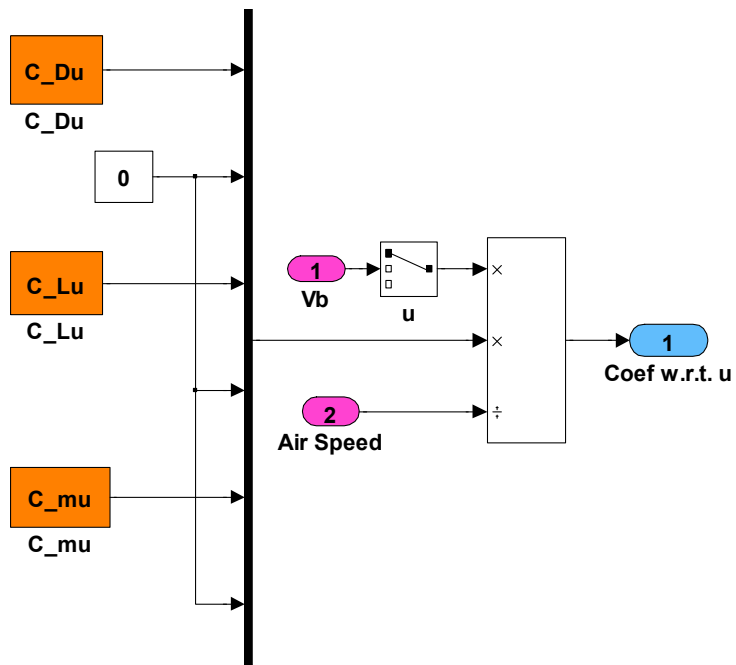 C_Du
C_Du
0
C_Lu
C_Lu
C_mu
C_mu
1
Vb
u
×
×
÷
2
Air Speed
1
Coef w.r.t. u